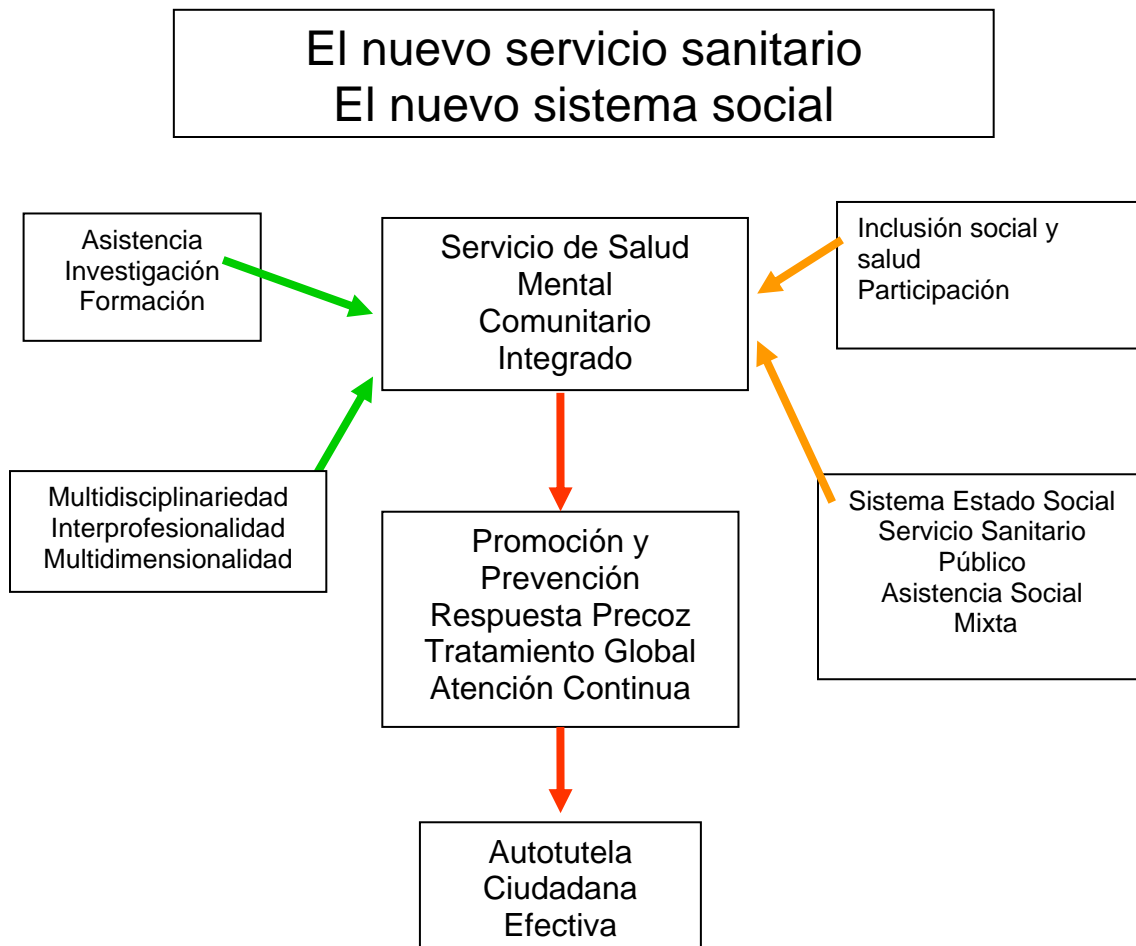 El nuevo servicio sanitario
El nuevo sistema social
Asistencia
Investigación
Formación
Servicio de Salud
Mental
Comunitario
Integrado
Inclusión social y
salud
Participación
Multidisciplinariedad
Interprofesionalidad
Multidimensionalidad
Promoción y
Prevención
Respuesta Precoz
Tratamiento Global
Atención Continua
Sistema Estado Social
Servicio Sanitario
Público
Asistencia Social
Mixta
Autotutela
Ciudadana
Efectiva